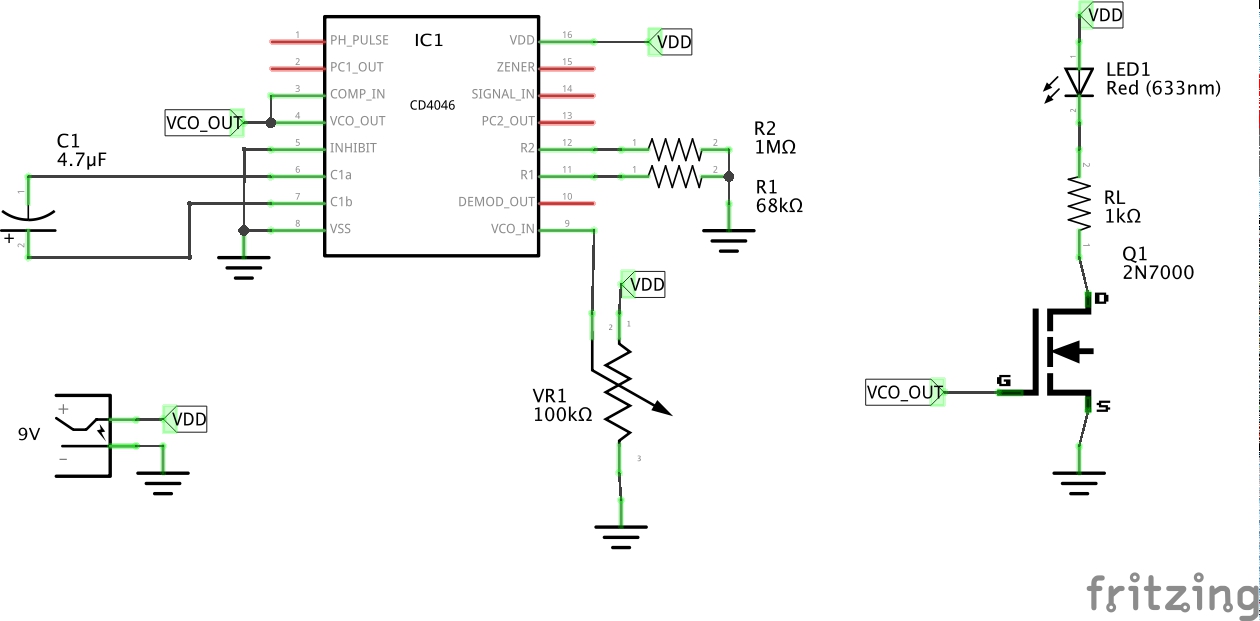 IC1
CD4046
1 PH_PULSE
2 PC1_OUT
3 COMP_IN
4 VCO_OUT
5 INHIBIT
6 C1a
7 C1b
8 VSS
VDD 16
ZENER 15
SIGNAL_IN 14
PC2_OUT 13
R2 12
R1 11
DEMOD_OUT 10
VCO_IN 9
VDD
VCO_OUT
C1
4.7µF
1
+
2
1 2
1 2
R2
1MΩ
R1
68kΩ
VDD
2 1
VR1
100kΩ
3
9V
+
−
VDD
VDD
1
LED1
Red (633nm)
2
2
RL
1kΩ
1
Q1
2N7000
D
G
S
VCO_OUT
fritzing